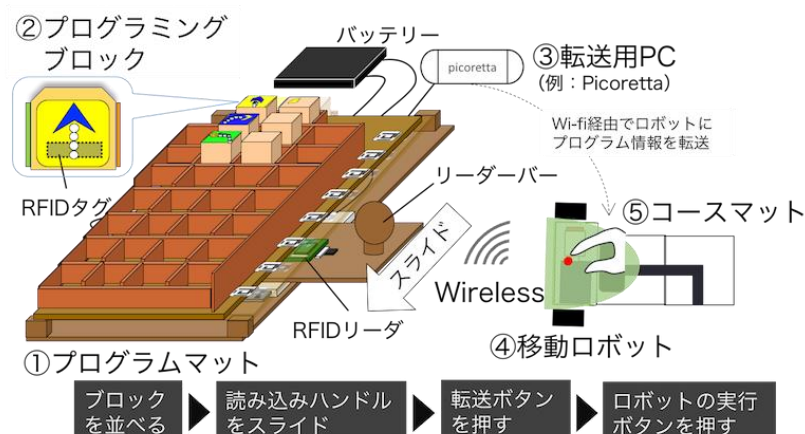 ②プログラミング
ブロック
バッテリー
picoretta
③転送用PC
(例：Picoretta)
Wi-fi経由でロボットに
プログラム情報を転送
RFIDタグ
リーダーバー
スライド
⑤コースマット
Wireless
RFIDリーダ
④移動ロボット
①プログラムマット
ブロック
を並べる
読み込みハンドル
をスライド
転送ボタン
を押す
ロボットの実行
ボタンを押す